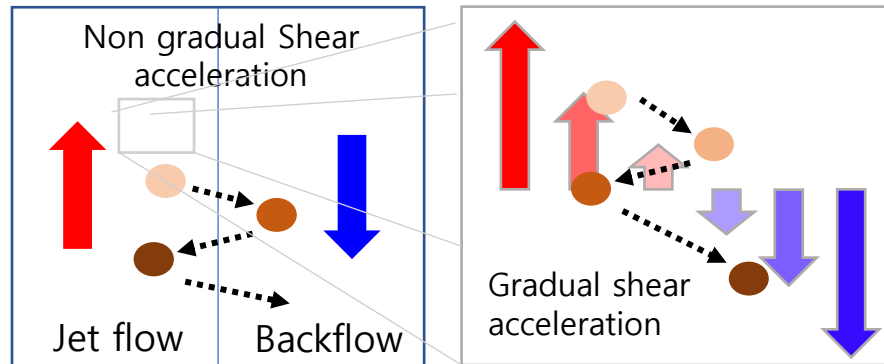 Non gradual Shear
acceleration
Jet flow
Backflow
Gradual shear
acceleration